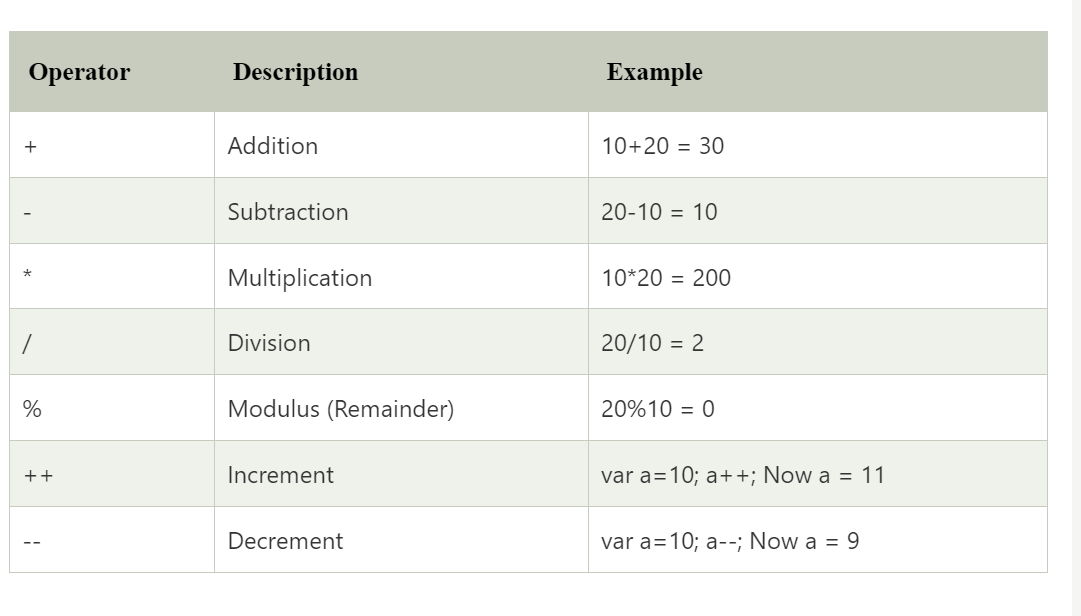 Operator Description Example
+ Addition 10+20 = 30
- Subtraction 20-10 = 10
* Multiplication 10*20 = 200
/ Division 20/10 = 2
% Modulus (Remainder) 20%10 = 0
++ Increment var a=10; a++; Now a = 11
-- Decrement var a=10; a--; Now a = 9